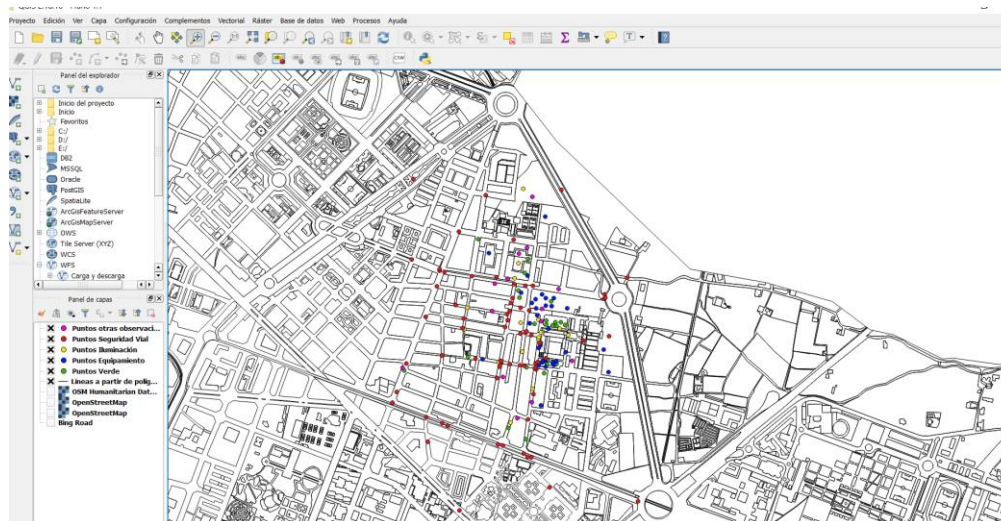 Proyecto Edición Ver Capa Configuración Complementos Vectorial Ráster Base de datos Web Procesos Ayuda
Panel del explorador
Inicio del proyecto
Inicio
Favoritos
C:/
D:/
E:/
DB2
MSSQL
Oracle
PostGIS
SpatiaLite
ArcGisFeatureServer
ArcGisMapServer
OWS
Tile Server (XYZ)
WCS
WFS
Carga y descarga
Panel de capas
Puntos otras observaci...
Puntos Seguridad Vial
Puntos Iluminación
Puntos Equipamiento
Puntos Verde
Líneas a partir de políg...
OSM Humanitarian Dat...
OpenStreetMap
OpenStreetMap
Bing Road